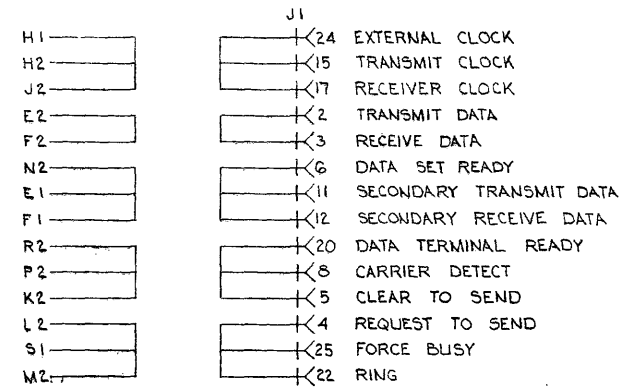 J1
H1 24 EXTERNAL CLOCK
H2 15 TRANSMIT CLOCK
J2 17 RECEIVER CLOCK
E2 2 TRANSMIT DATA
F2 3 RECEIVE DATA
N2 6 DATA SET READY
E1 11 SECONDARY TRANSMIT DATA
F1 12 SECONDARY RECEIVE DATA
R2 20 DATA TERMINAL READY
P2 8 CARRIER DETECT
K2 5 CLEAR TO SEND
L2 4 REQUEST TO SEND
S1 25 FORCE BUSY
M2 22 RING